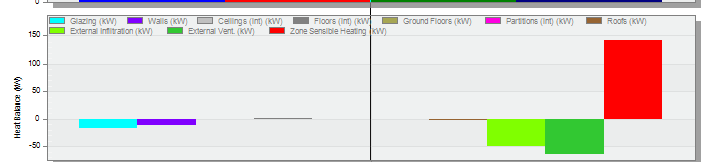 0
Glazing (kW) Walls (kW) Ceilings (int) (kW) Floors (int) (kW) Ground Floors (kW) Partitions (int) (kW) Roofs (kW)
External Infiltration (kW) External Vent. (kW) Zone Sensible Heating (kW)
150
100
50
0
-50
Heat Balance (kW)